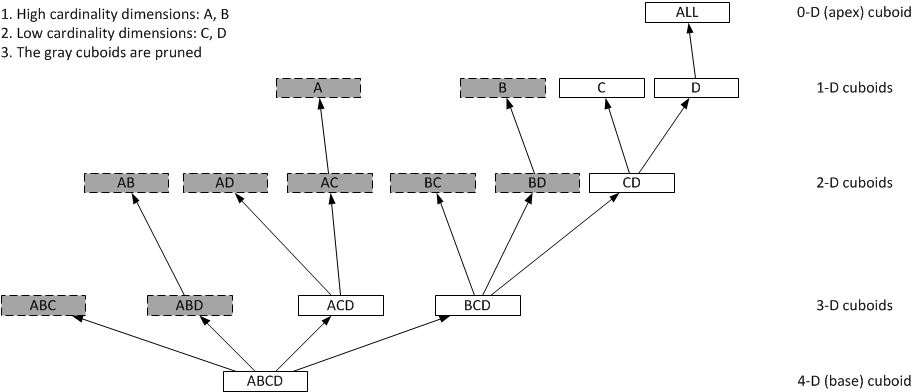 1. High cardinality dimensions: A, B
2. Low cardinality dimensions: C, D
3. The gray cuboids are pruned
ALL
0-D (apex) cuboid
A
B
C
D
1-D cuboids
AB
AD
AC
BC
BD
CD
2-D cuboids
ABC
ABD
ACD
BCD
3-D cuboids
ABCD
4-D (base) cuboid